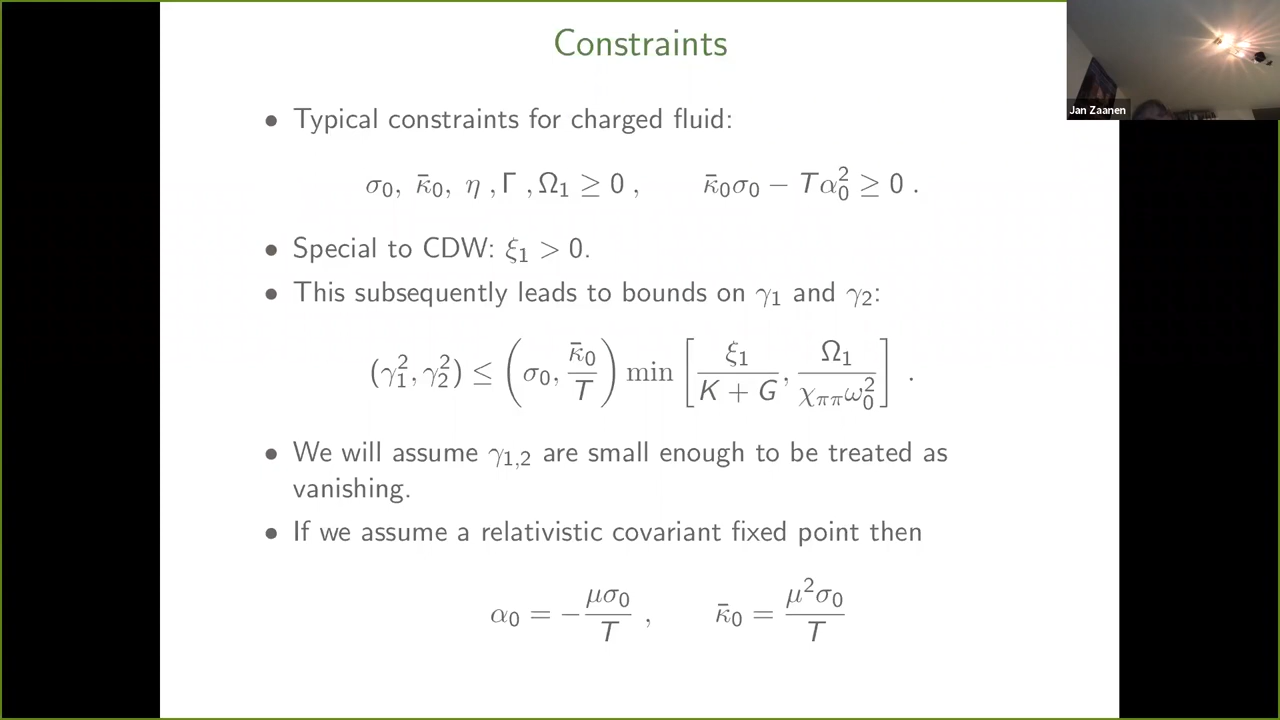 Constraints
Jan Zaanen
• Typical constraints for charged fluid:
σ₀, κ̄₀, η , Γ , Ω₁ ≥ 0 , κ̄₀σ₀ − Tα₀² ≥ 0 .
• Special to CDW: ξ₁ > 0.
• This subsequently leads to bounds on γ₁ and γ₂:
(γ₁², γ₂²) ≤ (σ₀, κ̄₀/T) min [ξ₁/(K + G), Ω₁/(χ_ππ ω₀²)] .
• We will assume γ₁,₂ are small enough to be treated as
vanishing.
• If we assume a relativistic covariant fixed point then
α₀ = −μσ₀/T , κ̄₀ = μ²σ₀/T